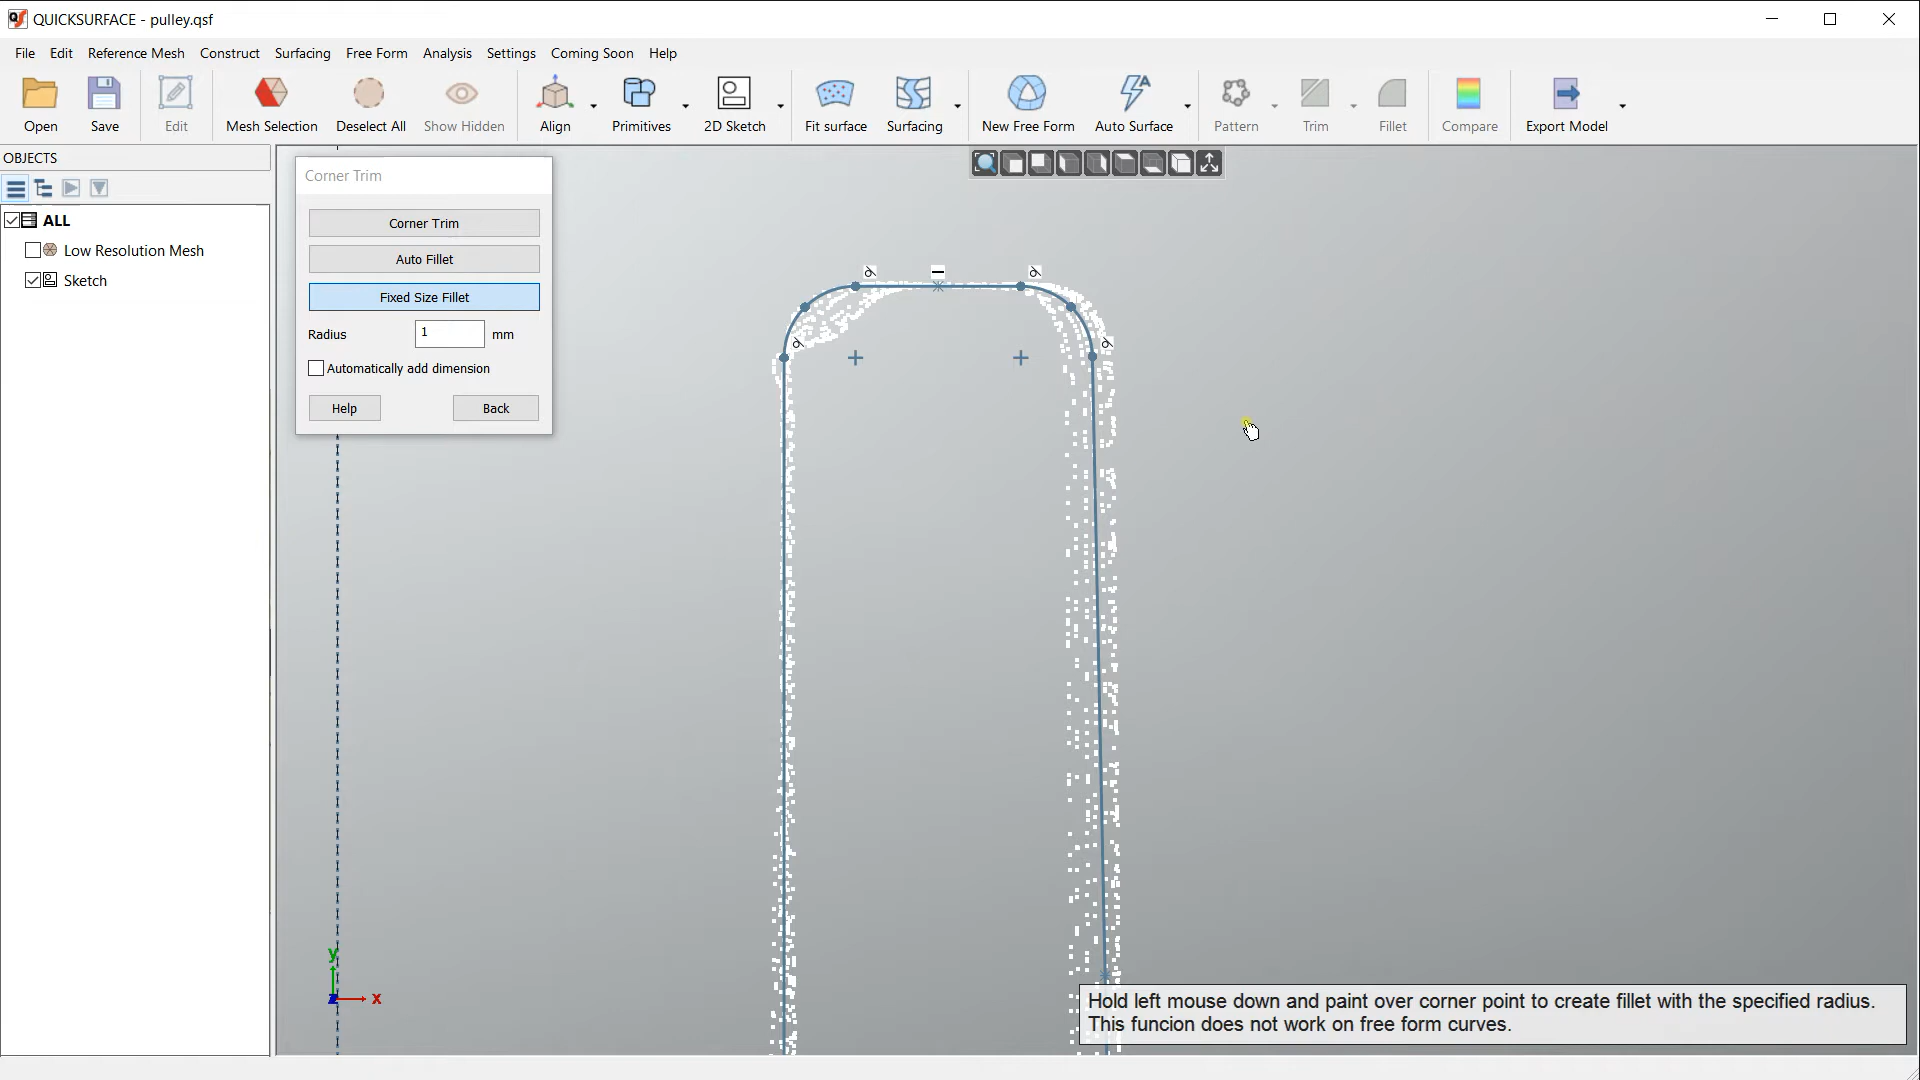 QUICKSURFACE - pulley.qsf
File Edit Reference Mesh Construct Surfacing Free Form Analysis Settings Coming Soon Help
Open Save Edit Mesh Selection Deselect All Show Hidden Align Primitives 2D Sketch Fit surface Surfacing New Free Form Auto Surface Pattern Trim Fillet Compare Export Model
OBJECTS
ALL
Low Resolution Mesh
Sketch
Corner Trim
Corner Trim
Auto Fillet
Fixed Size Fillet
Radius 1 mm
Automatically add dimension
Help Back
y
z x
Hold left mouse down and paint over corner point to create fillet with the specified radius.
This funcion does not work on free form curves.